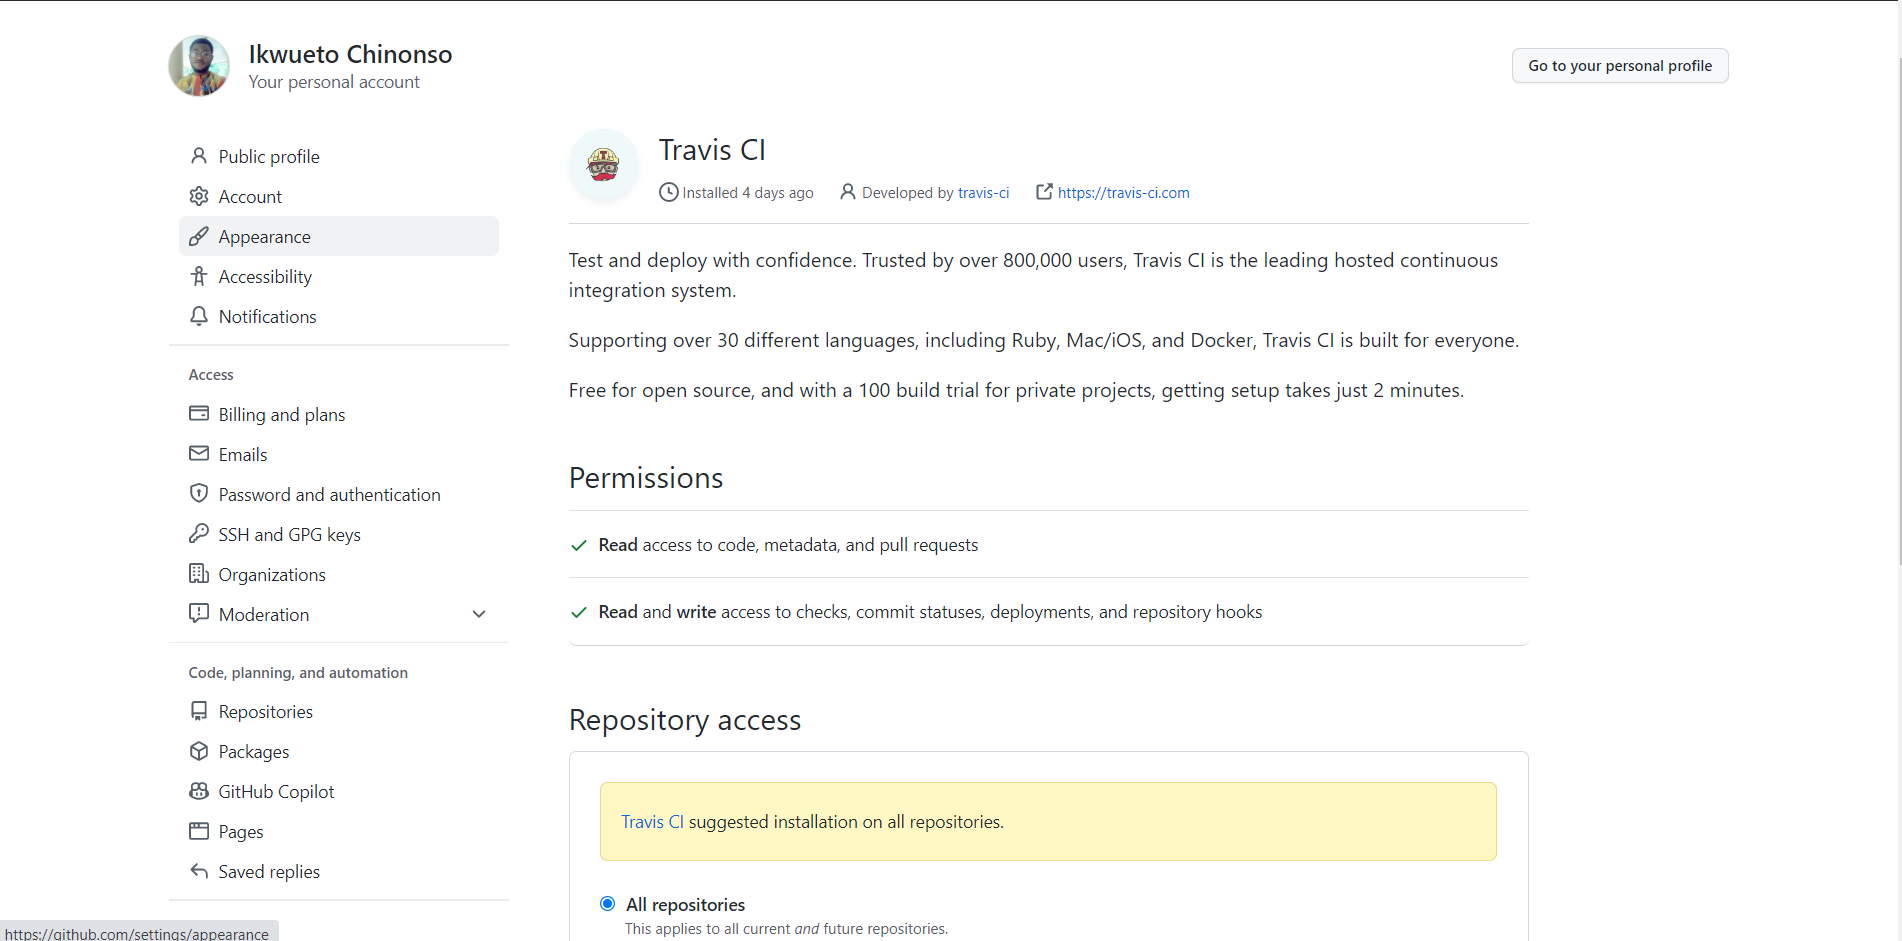 Ikwueto Chinonso
Your personal account
Go to your personal profile
Public profile
Account
Appearance
Accessibility
Notifications
Access
Billing and plans
Emails
Password and authentication
SSH and GPG keys
Organizations
Moderation
Code, planning, and automation
Repositories
Packages
GitHub Copilot
Pages
Saved replies
Travis CI
Installed 4 days ago
Developed by travis-ci
https://travis-ci.com
Test and deploy with confidence. Trusted by over 800,000 users, Travis CI is the leading hosted continuous
integration system.
Supporting over 30 different languages, including Ruby, Mac/iOS, and Docker, Travis CI is built for everyone.
Free for open source, and with a 100 build trial for private projects, getting setup takes just 2 minutes.
Permissions
Read access to code, metadata, and pull requests
Read and write access to checks, commit statuses, deployments, and repository hooks
Repository access
Travis CI suggested installation on all repositories.
All repositories
This applies to all current and future repositories.
https://github.com/settings/appearance